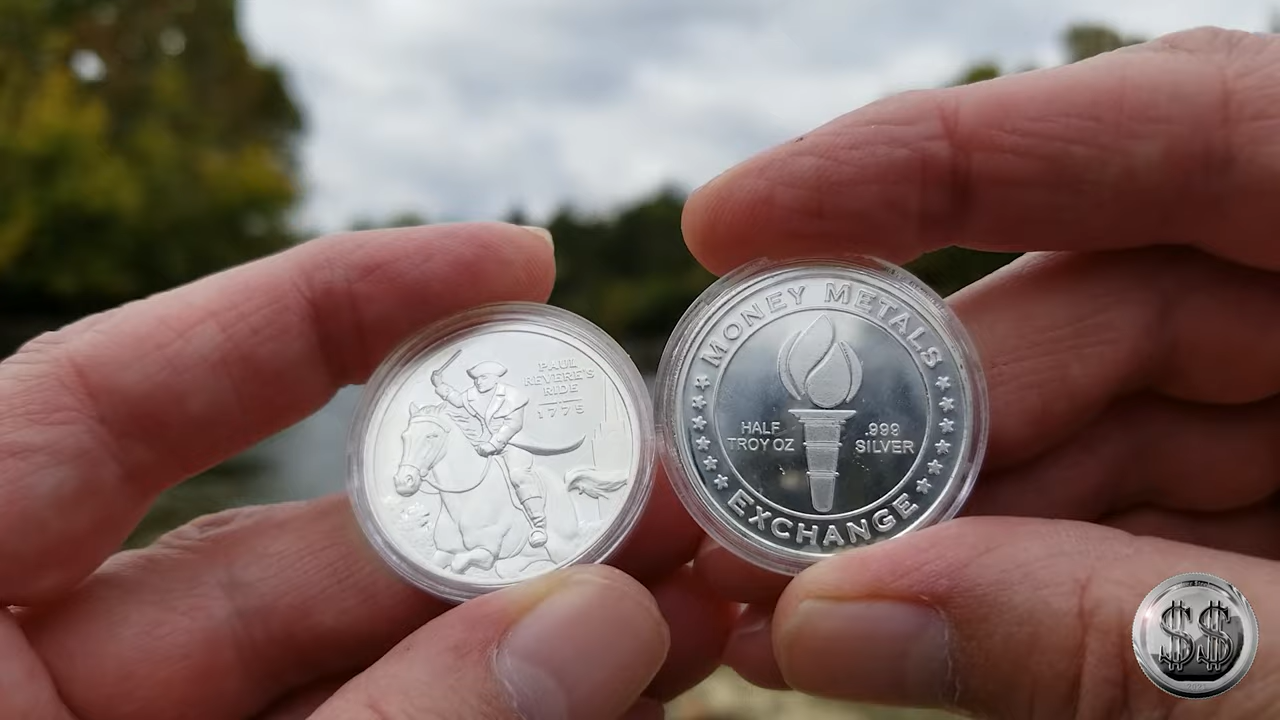 PAUL
REVERE'S
RIDE
1775
MONEY METALS
HALF
TROY OZ
.999
SILVER
EXCHANGE
$$